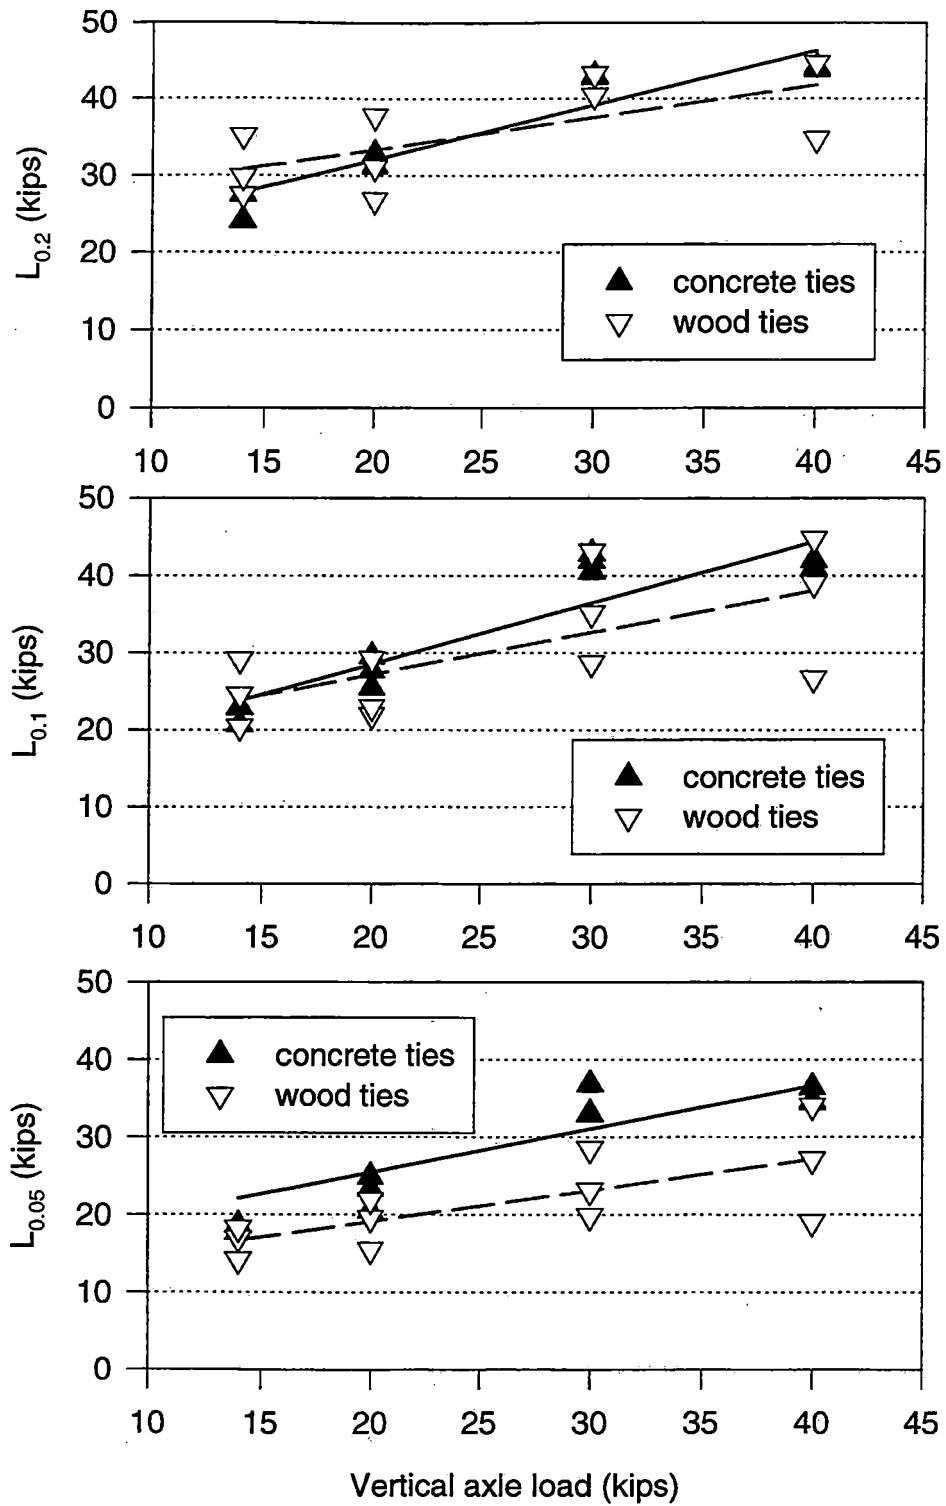 50
40
30
20
10
0
L0.2 (kips)
concrete ties
wood ties
10 15 20 25 30 35 40 45
50
40
30
20
10
0
L0.1 (kips)
concrete ties
wood ties
10 15 20 25 30 35 40 45
50
40
30
20
10
0
L0.05 (kips)
concrete ties
wood ties
10 15 20 25 30 35 40 45
Vertical axle load (kips)